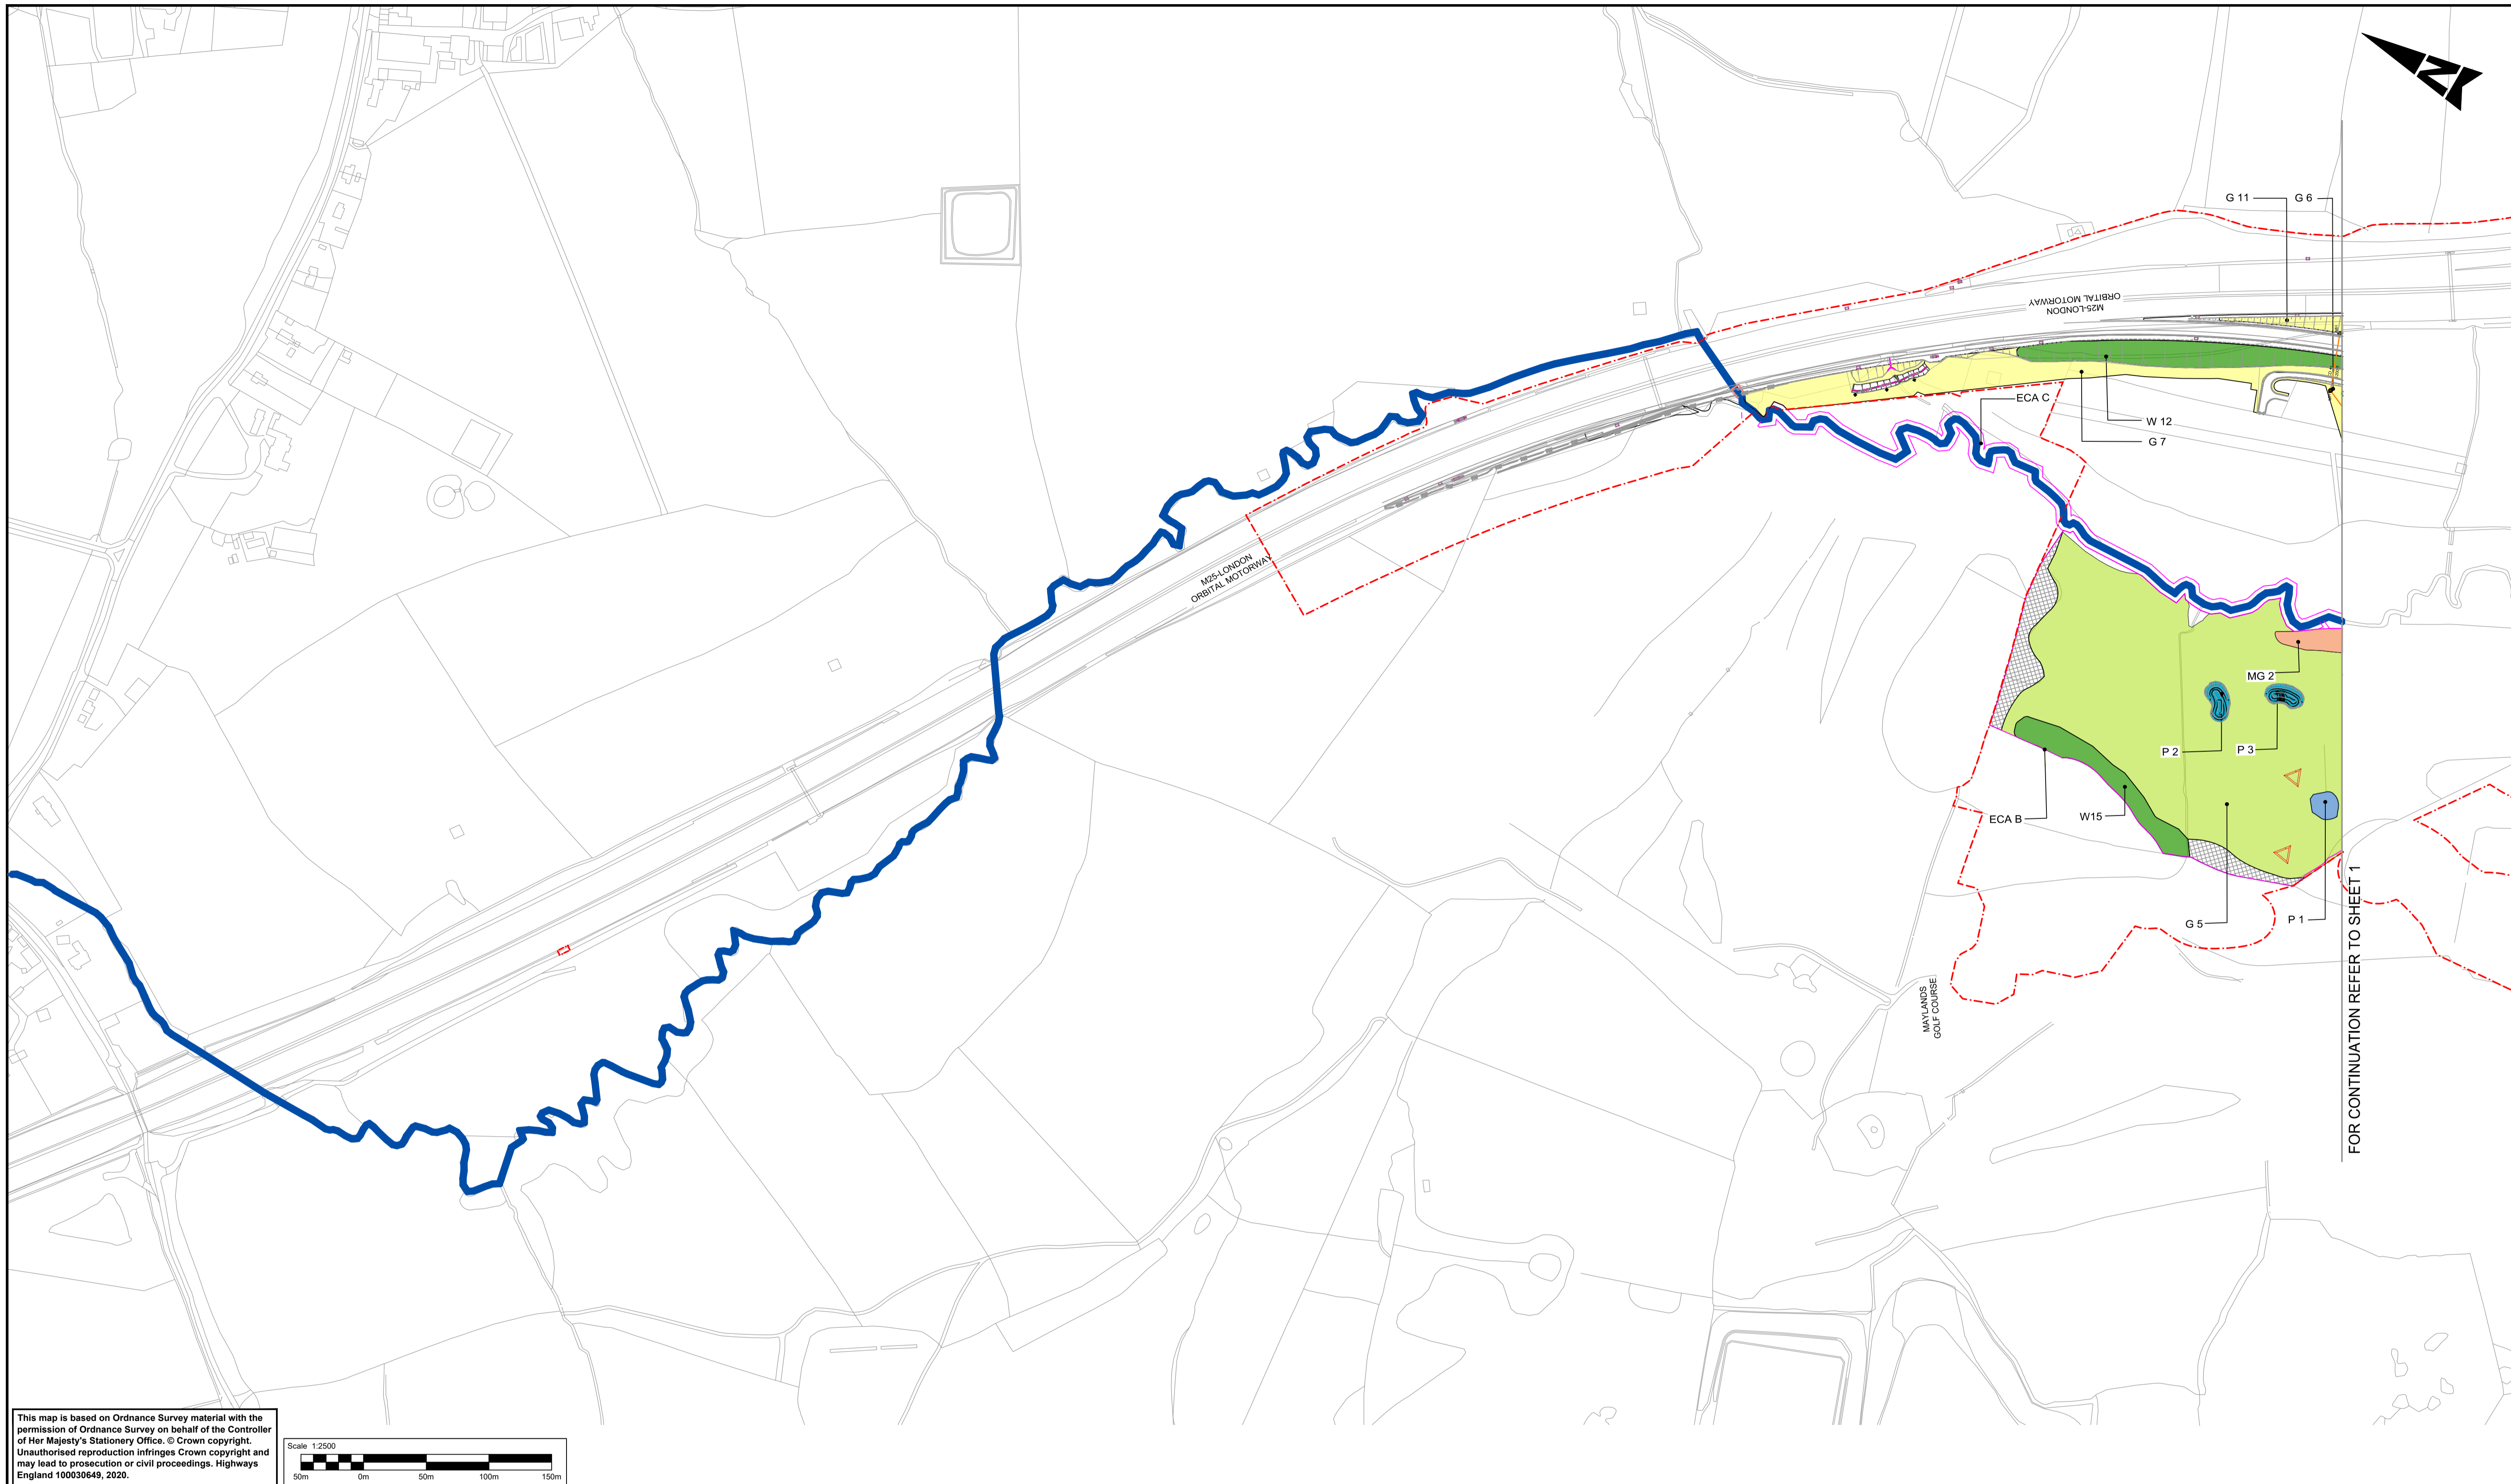 N
G 11
G 6
M25-LONDON
ORBITAL MOTORWAY
ECA C
W 12
G 7
M25-LONDON
ORBITAL MOTORWAY
MG 2
P 2
P 3
ECA B
W15
G 5
P 1
FOR CONTINUATION REFER TO SHEET 1
MAYLANDS
GOLF COURSE
This map is based on Ordnance Survey material with the
permission of Ordnance Survey on behalf of the Controller
of Her Majesty's Stationery Office. © Crown copyright.
Unauthorised reproduction infringes Crown copyright and
may lead to prosecution or civil proceedings. Highways
England 100030649, 2020.
Scale 1:2500
50m 0m 50m 100m 150m